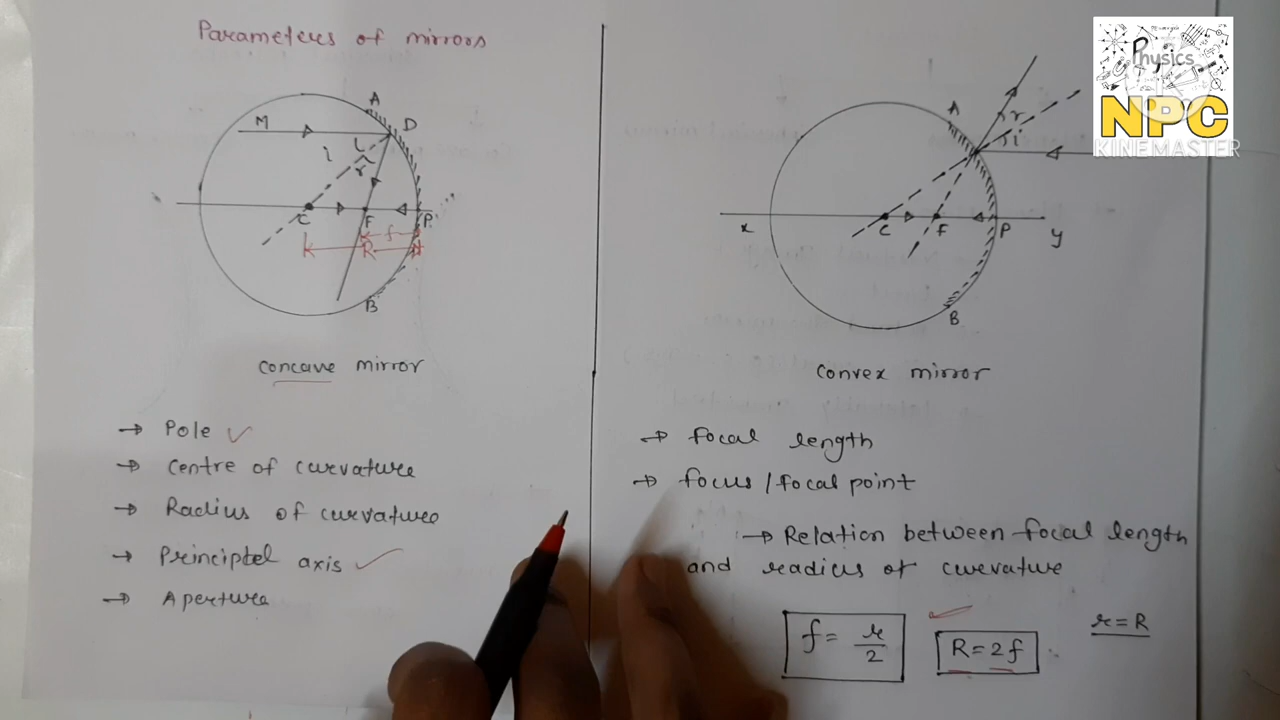 Parameters of mirrors
A
M
D
i
i
r
C
F
P
f
R
B
concave mirror
→ Pole ✓
→ Centre of curvature
→ Radius of curvature
→ Principlel axis ✓
→ Aperture
A
r
i
C
F
P
x
y
B
convex mirror
→ focal length
→ focus / focal point
→ Relation between focal length
and radius of curvature
f = r/2
R = 2f
r = R
Physics
NPC
KINEMASTER